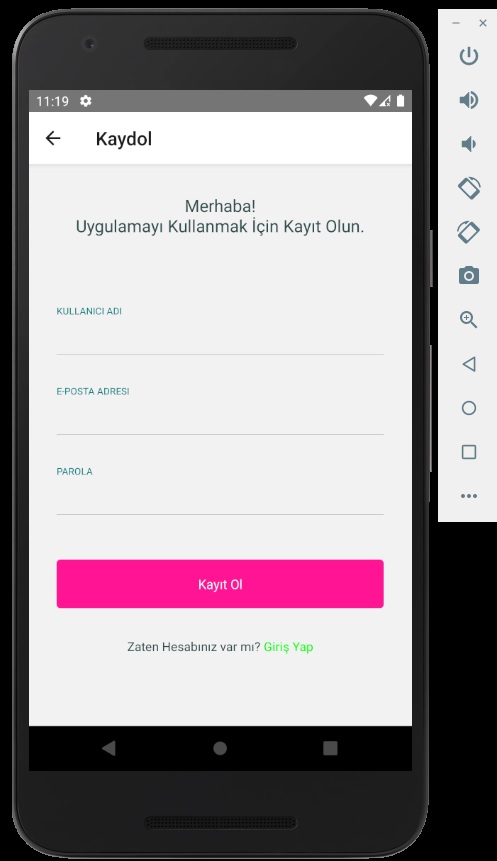 11:19
Kaydol
Merhaba!
Uygulamayı Kullanmak İçin Kayıt Olun.
KULLANICI ADI
E-POSTA ADRESİ
PAROLA
Kayıt Ol
Zaten Hesabınız var mı? Giriş Yap